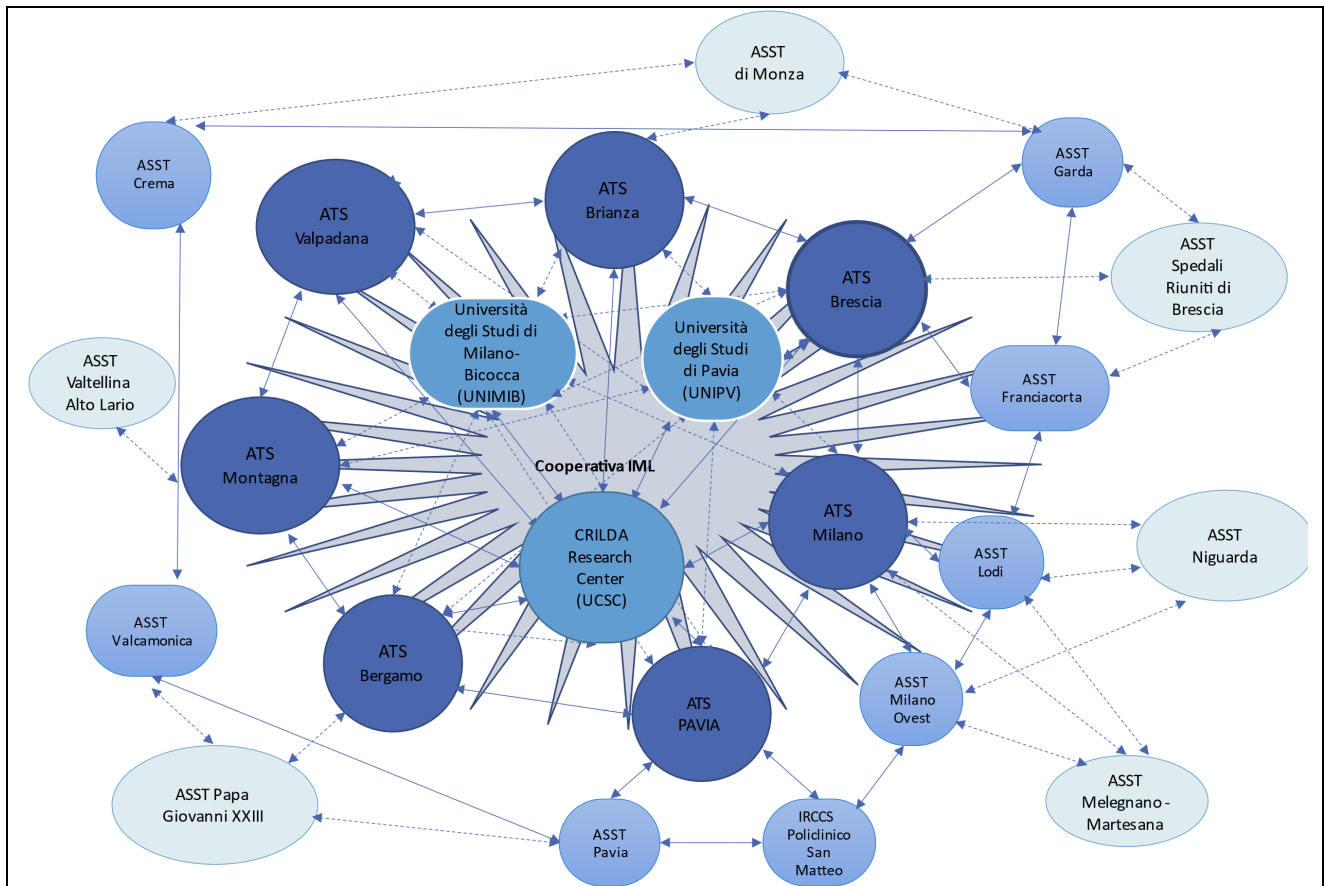 ASST
di Monza
ASST
Crema
ASST
Garda
ATS
Brianza
ATS
Valpadana
ASST
Spedali
Riuniti di
Brescia
ATS
Brescia
Università
degli Studi di
Milano-
Bicocca
(UNIMIB)
Università
degli Studi
di Pavia
(UNIPV)
ASST
Valtellina
Alto Lario
ASST
Franciacorta
ATS
Montagna
Cooperativa IML
ATS
Milano
CRILDA
Research
Center
(UCSC)
ASST
Lodi
ASST
Niguarda
ASST
Valcamonica
ATS
Bergamo
ASST
Milano
Ovest
ATS
PAVIA
ASST Papa
Giovanni XXIII
ASST
Melegnano -
Martesana
ASST
Pavia
IRCCS
Policlinico
San
Matteo